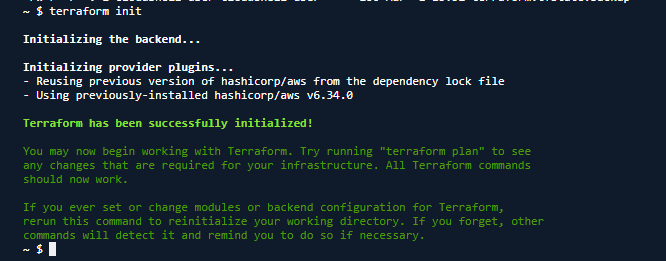 ~ $ terraform init
Initializing the backend...
Initializing provider plugins...
- Reusing previous version of hashicorp/aws from the dependency lock file
- Using previously-installed hashicorp/aws v6.34.0
Terraform has been successfully initialized!
You may now begin working with Terraform. Try running "terraform plan" to see
any changes that are required for your infrastructure. All Terraform commands
should now work.
If you ever set or change modules or backend configuration for Terraform,
rerun this command to reinitialize your working directory. If you forget, other
commands will detect it and remind you to do so if necessary.
~ $